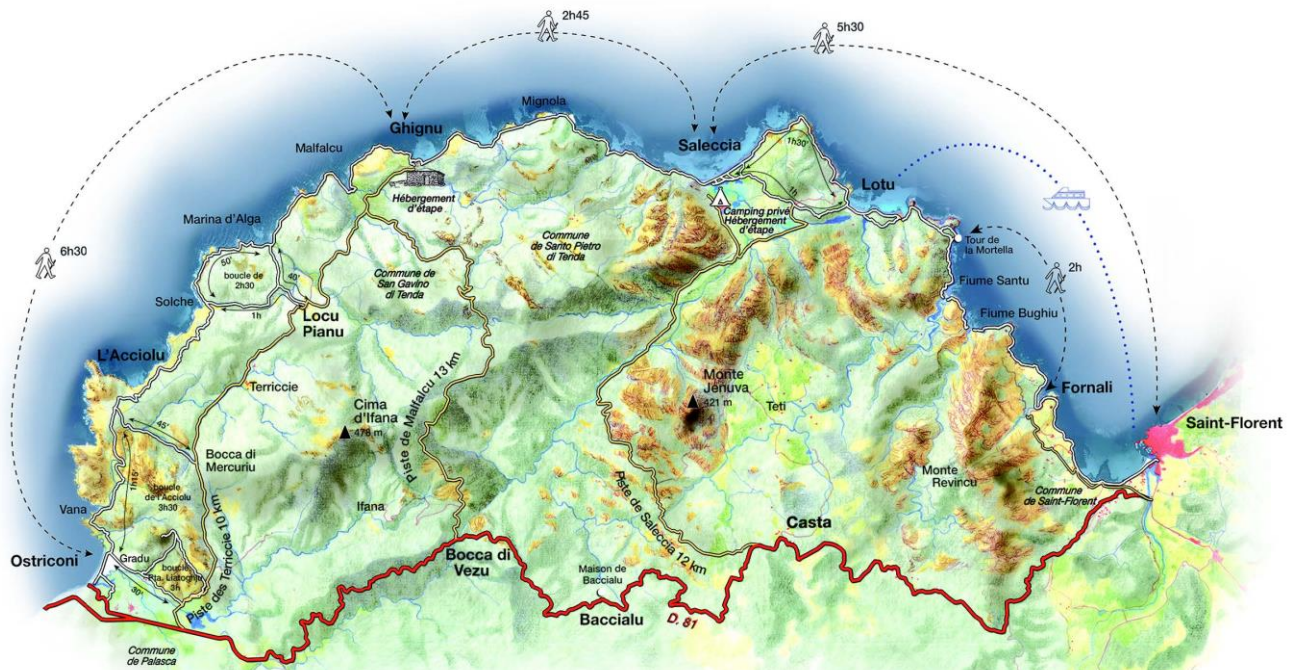 2h45
5h30
6h30
Mignola
Ghignu
Malfalcu
Saleccia
1h30'
1h
Lotu
Hébergement
d'étape
Camping privé
Hébergement
d'étape
Marina d'Alga
Commune
de Santo Pietro
di Tenda
Tour de
la Mortella
2h
50'
boucle de
2h30
40'
Commune de
San Gavino
di Tenda
Fiume Santu
Solche
1h
Locu
Pianu
Fiume Bughiu
L'Acciolu
Terriccie
Piste de Malfalcu 13 km
Monte
Jenuva
421 m
Teti
Fornali
Saint-Florent
Cima
d'Ifana
478 m
45'
Bocca di
Mercuriu
1h15'
boucle
de l'Acciolu
3h30
Monte
Revincu
Commune
de Saint-Florent
Vana
Ifana
Piste de Saleccia 12 km
Casta
Ostriconi
Gradu
boucle
Pta. Liatoghju
3h
30'
Piste des Terriccie 10 km
Bocca di
Vezu
Maison de
Baccialu
Baccialu
D. 81
Commune
de Palasca